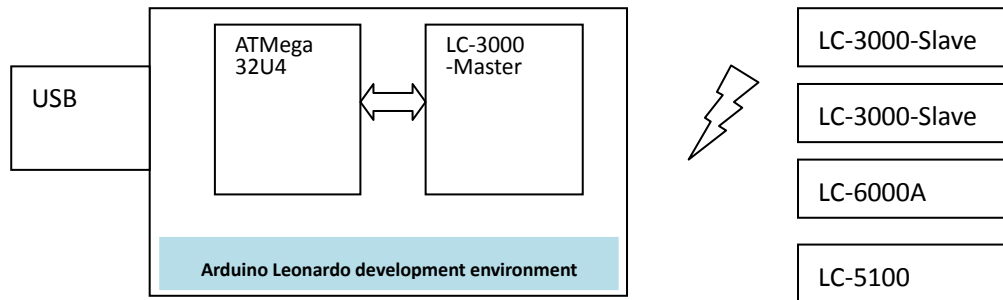 USB
ATMega
32U4
LC-3000
-Master
Arduino Leonardo development environment
LC-3000-Slave
LC-3000-Slave
LC-6000A
LC-5100